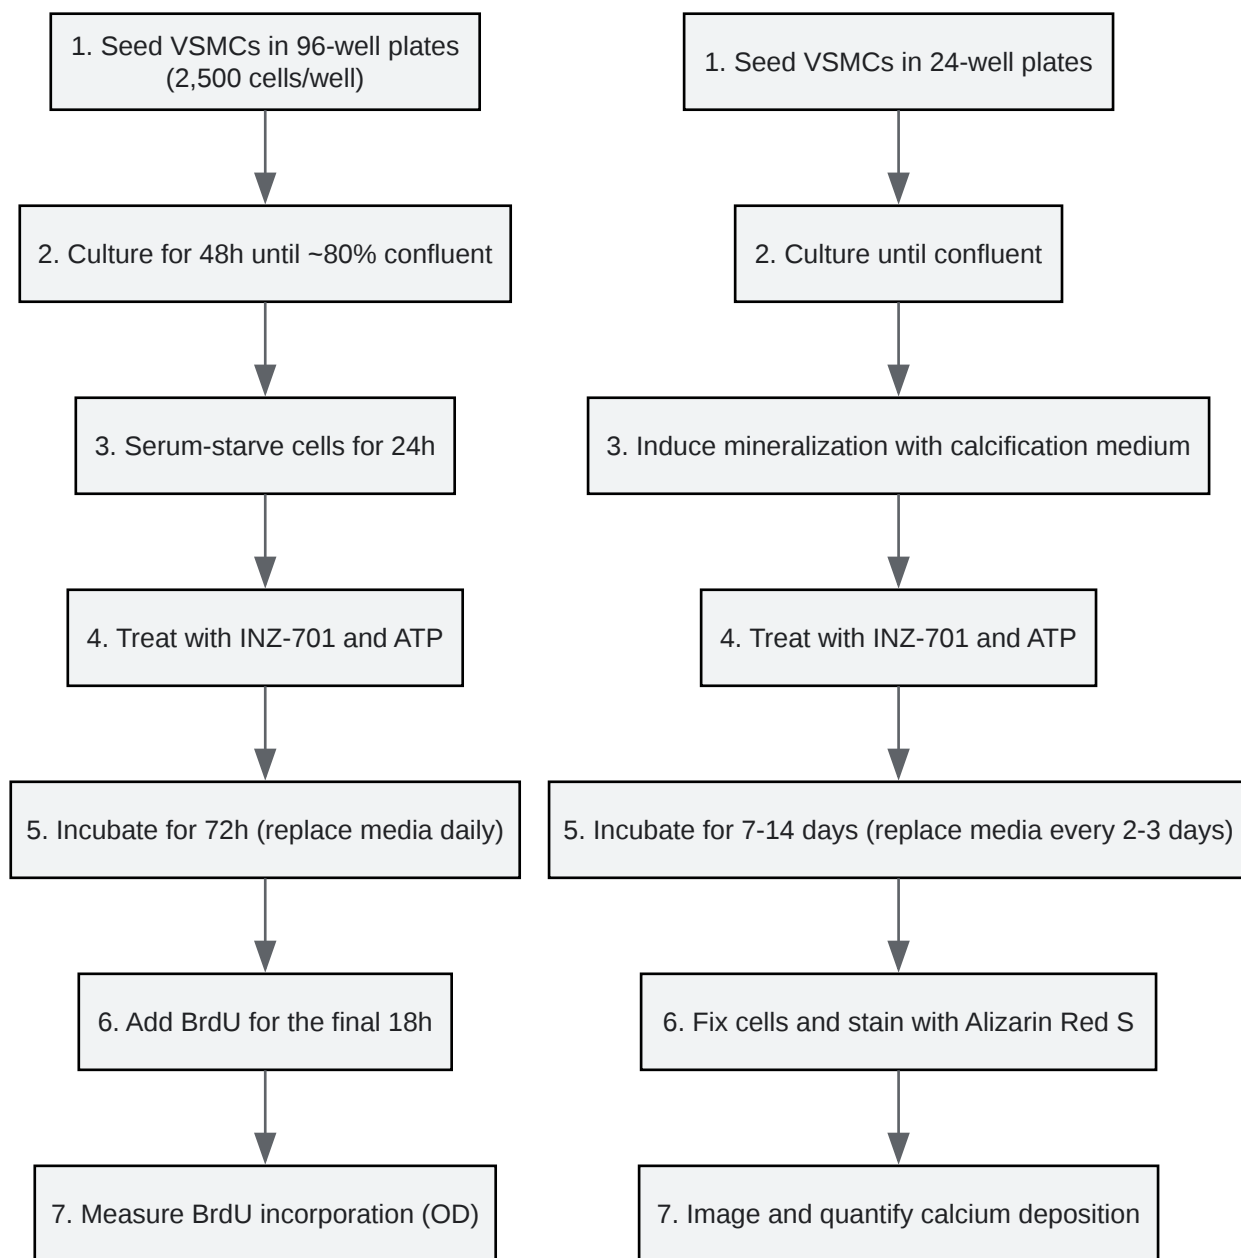 1. Seed VSMCs in 96-well plates
(2,500 cells/well)
2. Culture for 48h until ~80% confluent
3. Serum-starve cells for 24h
4. Treat with INZ-701 and ATP
5. Incubate for 72h (replace media daily)
6. Add BrdU for the final 18h
7. Measure BrdU incorporation (OD)
1. Seed VSMCs in 24-well plates
2. Culture until confluent
3. Induce mineralization with calcification medium
4. Treat with INZ-701 and ATP
5. Incubate for 7-14 days (replace media every 2-3 days)
6. Fix cells and stain with Alizarin Red S
7. Image and quantify calcium deposition